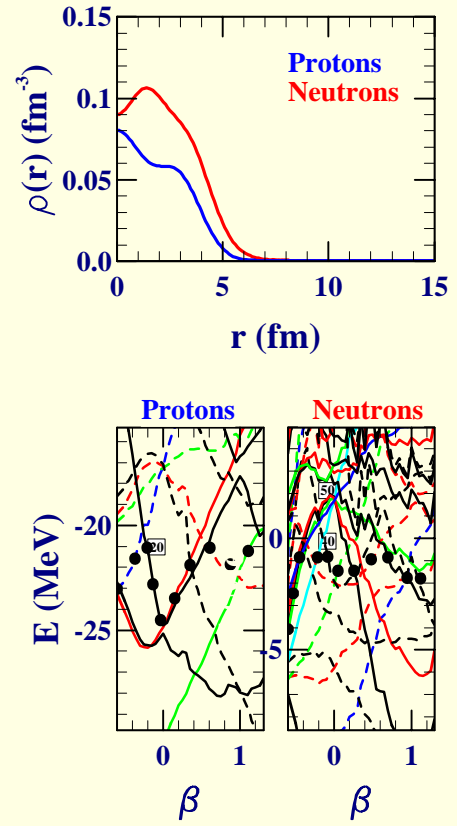 0.15
Protons
Neutrons
0.1
0.05
0.0
ρ(r) (fm⁻³)
0 5 10 15
r (fm)
Protons Neutrons
-20
-25
E (MeV)
20
0
-5
50
40
0 1 0 1
β β